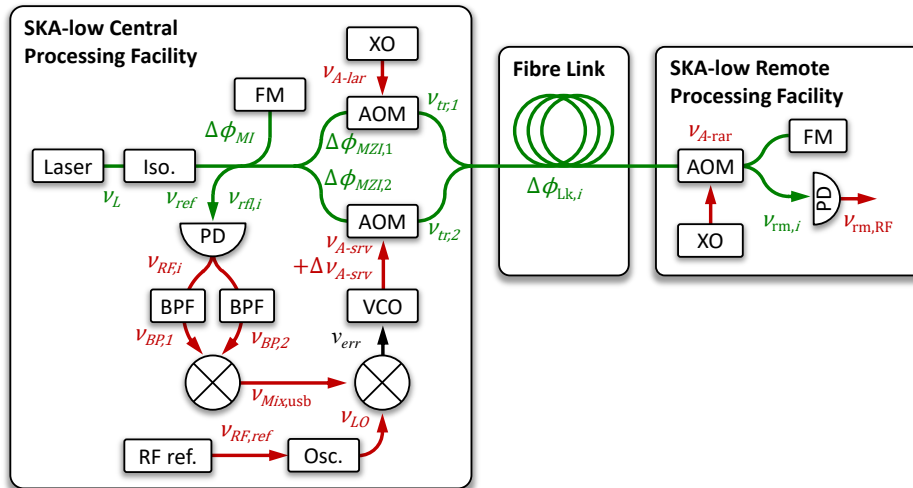 SKA-low Central
Processing Facility
XO
ν_A-lar
FM
AOM
ν_tr,1
Δϕ_MI
Δϕ_MZI,1
Laser
Iso.
Δϕ_MZI,2
ν_L
ν_ref
ν_rfl,i
AOM
PD
ν_tr,2
ν_A-srv
+Δν_A-srv
ν_RF,i
BPF
BPF
VCO
ν_BP,1
ν_BP,2
ν_err
ν_Mix,usb
ν_LO
ν_RF,ref
RF ref.
Osc.
Fibre Link
Δϕ_Lk,i
SKA-low Remote
Processing Facility
ν_A-rar
FM
AOM
PD
ν_rm,i
ν_rm,RF
XO